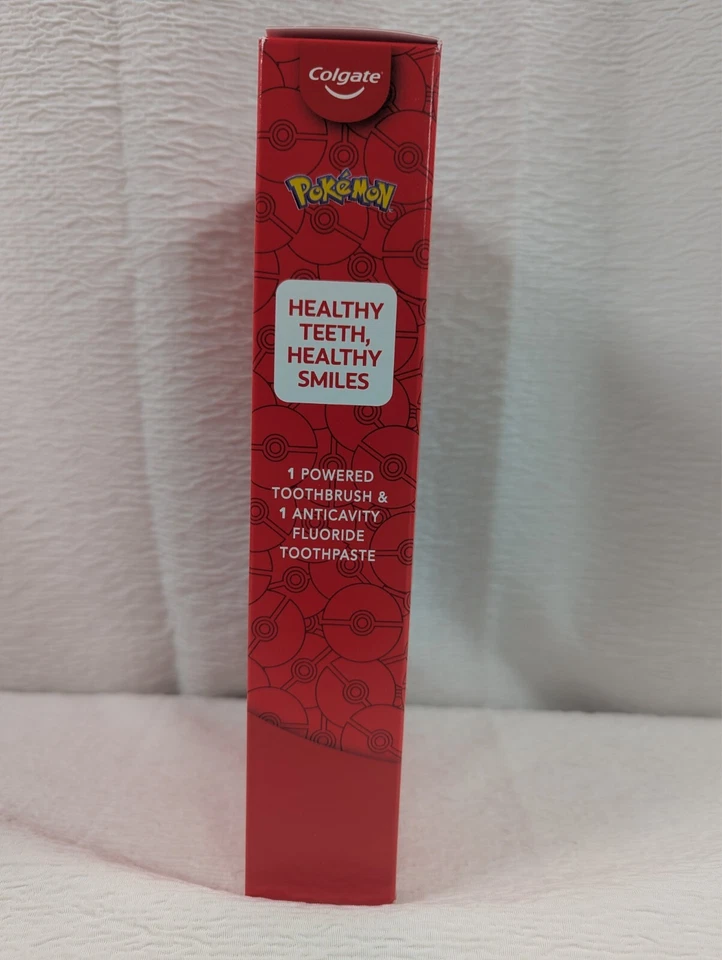 Colgate
POKéMON
HEALTHY
TEETH,
HEALTHY
SMILES
1 POWERED
TOOTHBRUSH &
1 ANTICAVITY
FLUORIDE
TOOTHPASTE